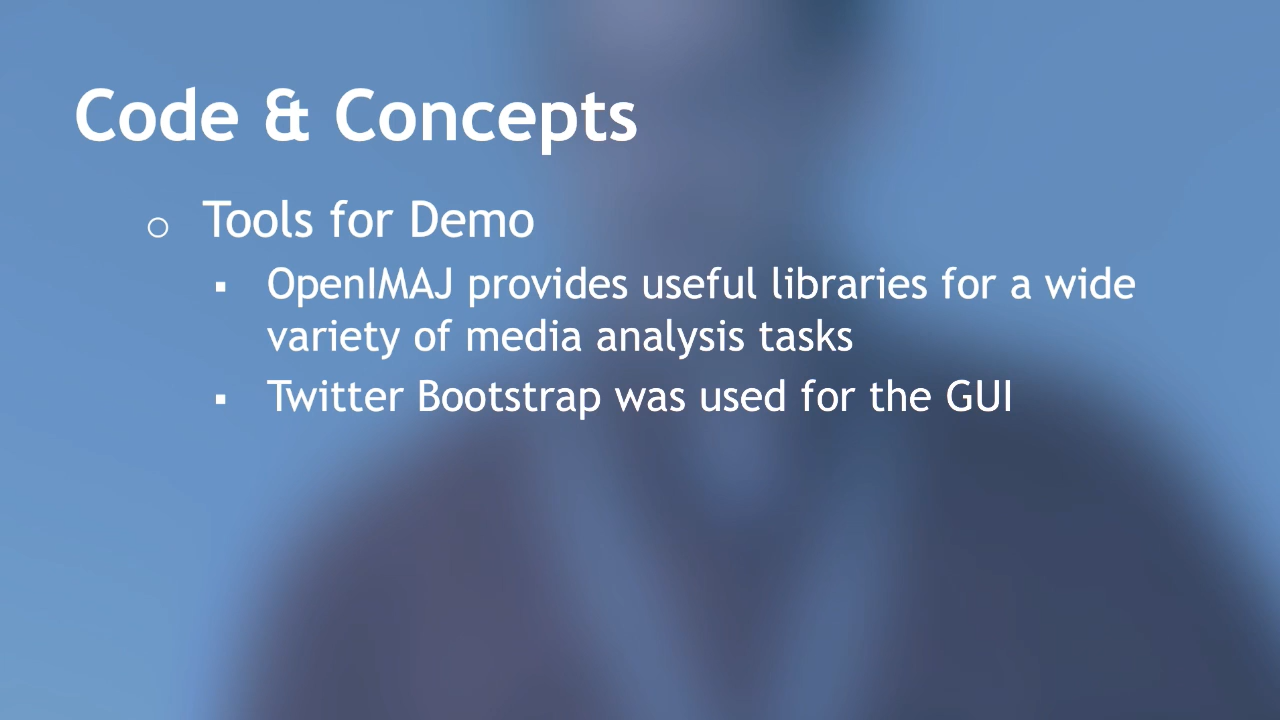 Code & Concepts
Tools for Demo
OpenIMAJ provides useful libraries for a wide
variety of media analysis tasks
Twitter Bootstrap was used for the GUI